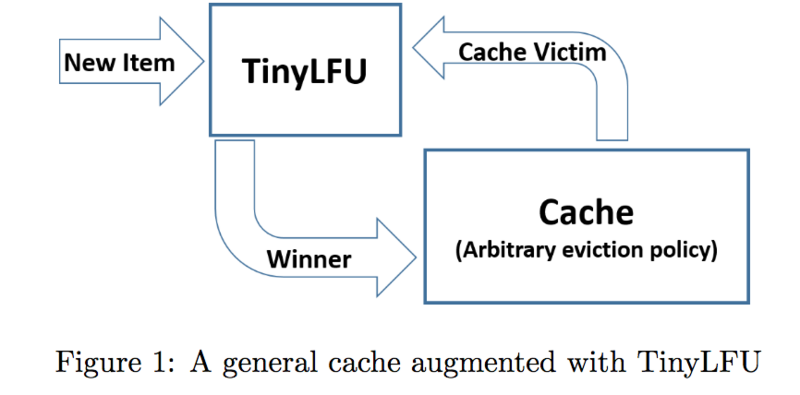 New Item
TinyLFU
Cache Victim
Cache
(Arbitrary eviction policy)
Winner
Figure 1: A general cache augmented with TinyLFU